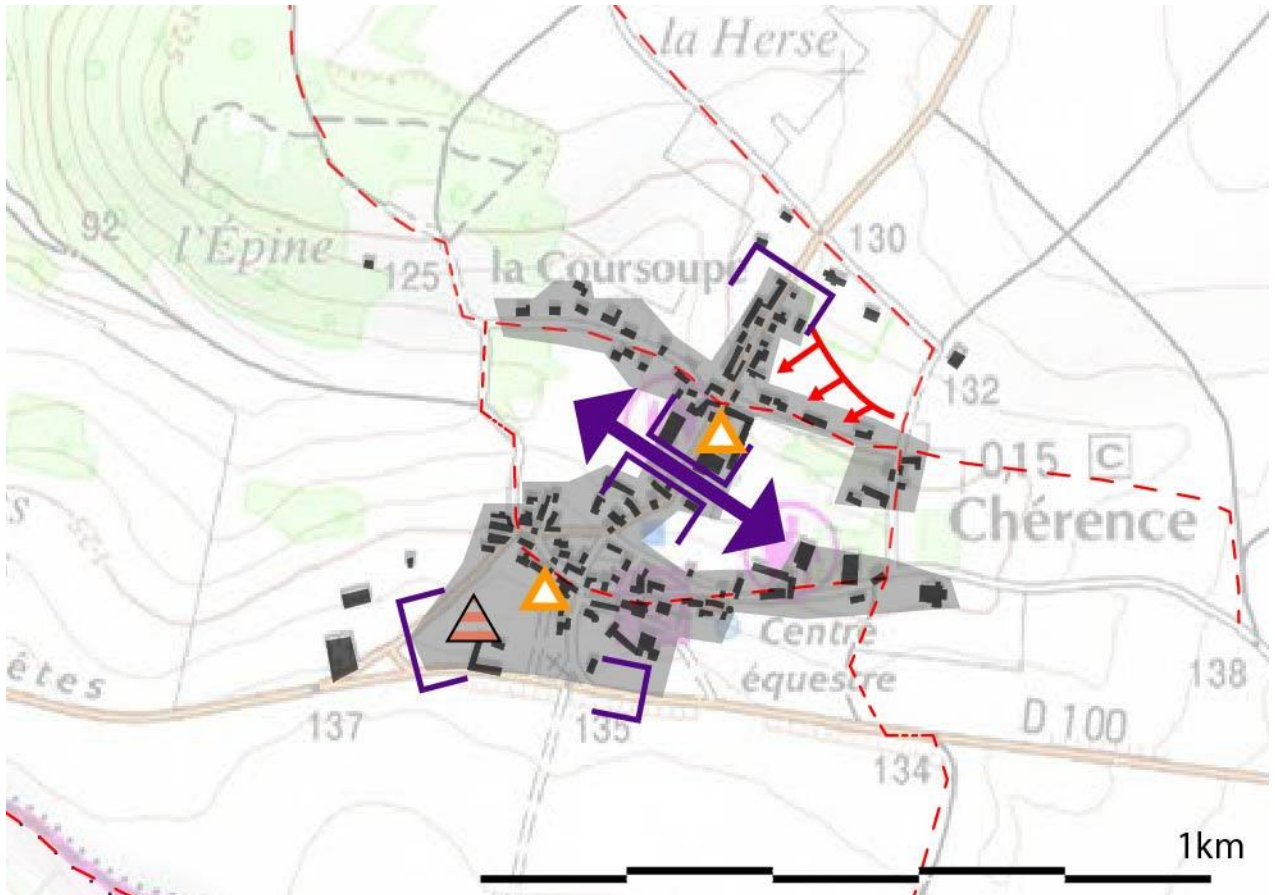 la Herse
125
92
l'Épine
130
125
la Coursoupe
132
0,15 C
Chérence
Centre
équestre
138
êtes
137
135
D 100
134
1km